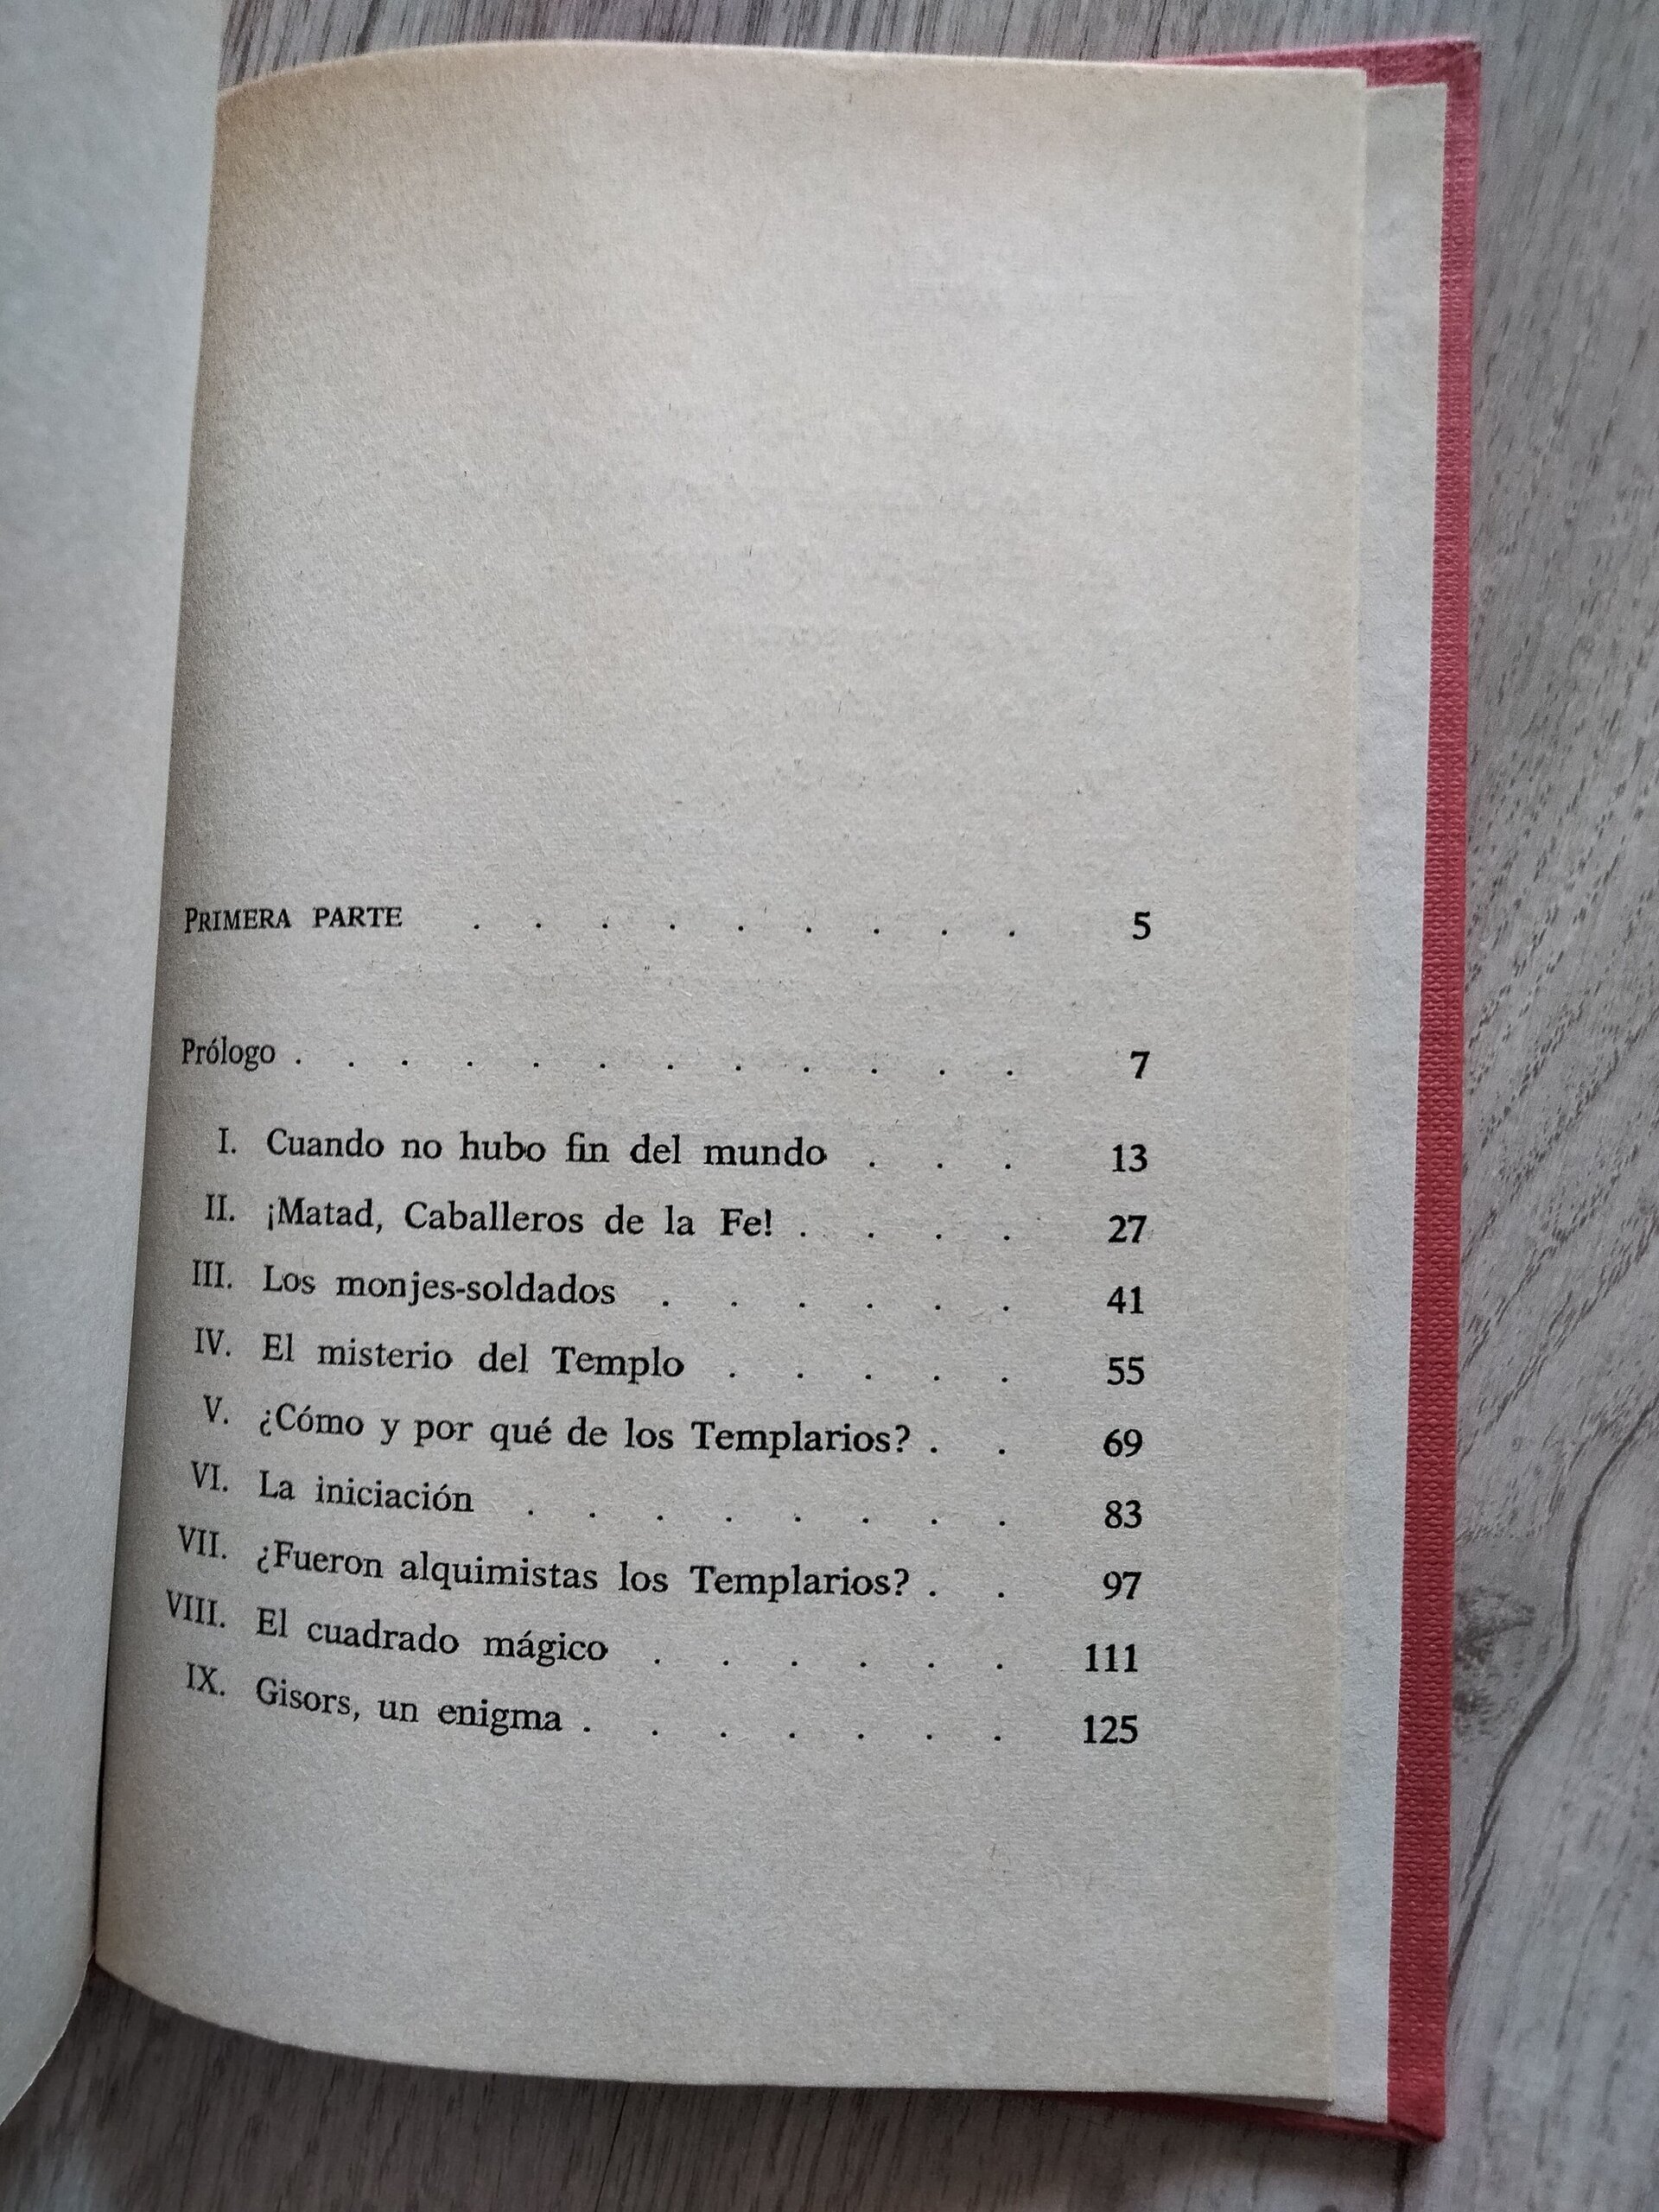 PRIMERA PARTE . . . . . . . . . 5
Prólogo . . . . . . . . . . . . 7
I. Cuando no hubo fin del mundo . . . 13
II. ¡Matad, Caballeros de la Fe! . . . . 27
III. Los monjes-soldados . . . . . . 41
IV. El misterio del Templo . . . . . 55
V. ¿Cómo y por qué de los Templarios? . . 69
VI. La iniciación . . . . . . . . 83
VII. ¿Fueron alquimistas los Templarios? . . 97
VIII. El cuadrado mágico . . . . . . 111
IX. Gisors, un enigma . . . . . . . 125